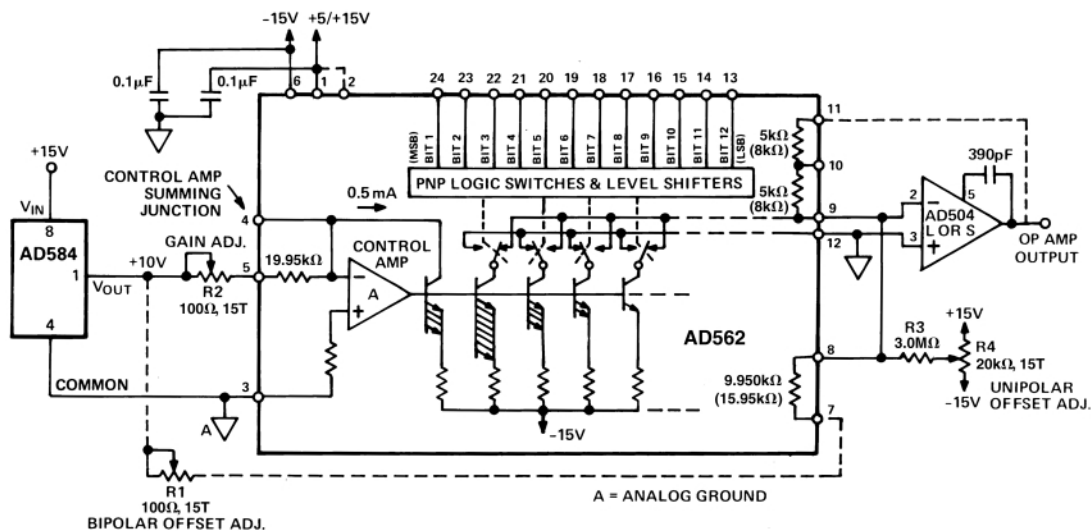 -15V
+5/+15V
0.1µF
0.1µF
6
1
2
24
23
22
21
20
19
18
17
16
15
14
13
(MSB)
BIT 1
BIT 2
BIT 3
BIT 4
BIT 5
BIT 6
BIT 7
BIT 8
BIT 9
BIT 10
BIT 11
BIT 12
(LSB)
PNP LOGIC SWITCHES & LEVEL SHIFTERS
11
5kΩ
(8kΩ)
10
5kΩ
(8kΩ)
9
12
390pF
2
5
AD504
L OR S
3
−
+
OP AMP
OUTPUT
+15V
VIN
8
AD584
1
4
CONTROL AMP
SUMMING
JUNCTION
4
0.5 mA
GAIN ADJ.
+10V
VOUT
R2
100Ω, 15T
5
19.95kΩ
CONTROL
AMP
−
A
+
AD562
COMMON
3
A
-15V
8
9.950kΩ
(15.95kΩ)
7
R3
3.0MΩ
+15V
R4
20kΩ, 15T
-15V
UNIPOLAR
OFFSET ADJ.
R1
100Ω, 15T
BIPOLAR OFFSET ADJ.
A = ANALOG GROUND